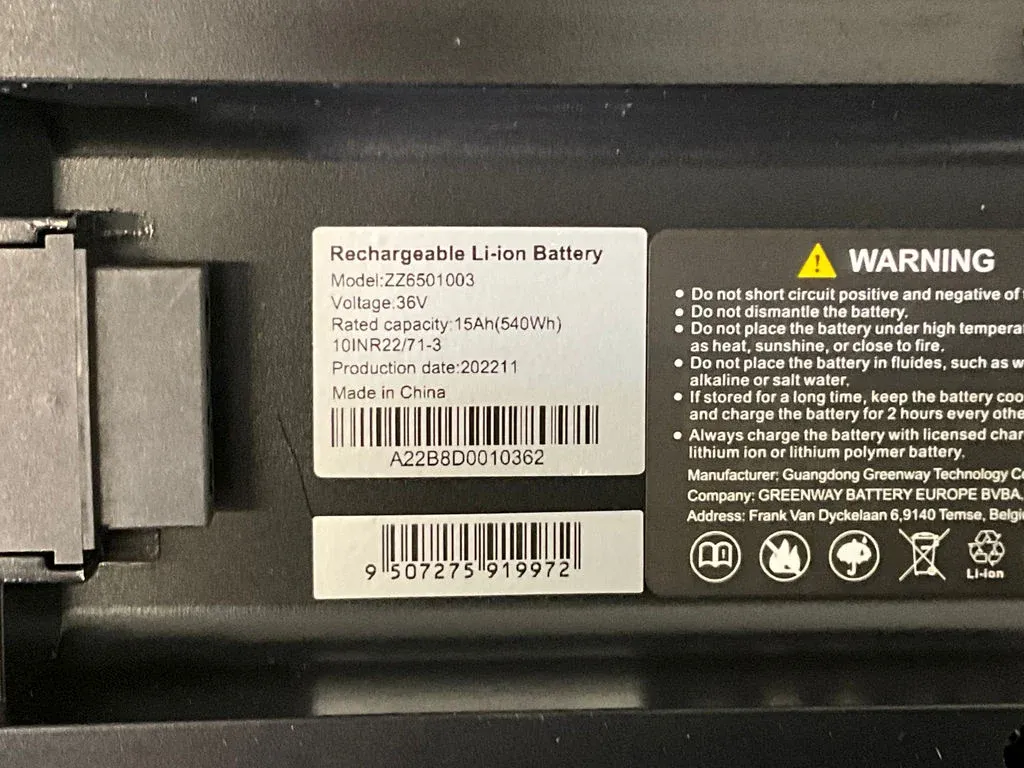 Rechargeable Li-ion Battery
Model:ZZ6501003
Voltage:36V
Rated capacity:15Ah(540Wh)
10INR22/71-3
Production date:202211
Made in China
A22B8D0010362
9 507275 919972
WARNING
• Do not short circuit positive and negative of
• Do not dismantle the battery.
• Do not place the battery under high
as heat, sunshine, or close to fire.
• Do not place the battery in fluides, such as
alkaline or salt water.
• If stored for a long time, keep the battery
and charge the battery for 2 hours every
• Always charge the battery with licensed
lithium ion or lithium polymer battery.
Manufacturer: Guangdong Greenway Technology
Company: GREENWAY BATTERY EUROPE BVBA.
Address: Frank Van Dyckelaan 6,9140 Temse,
Li-ion